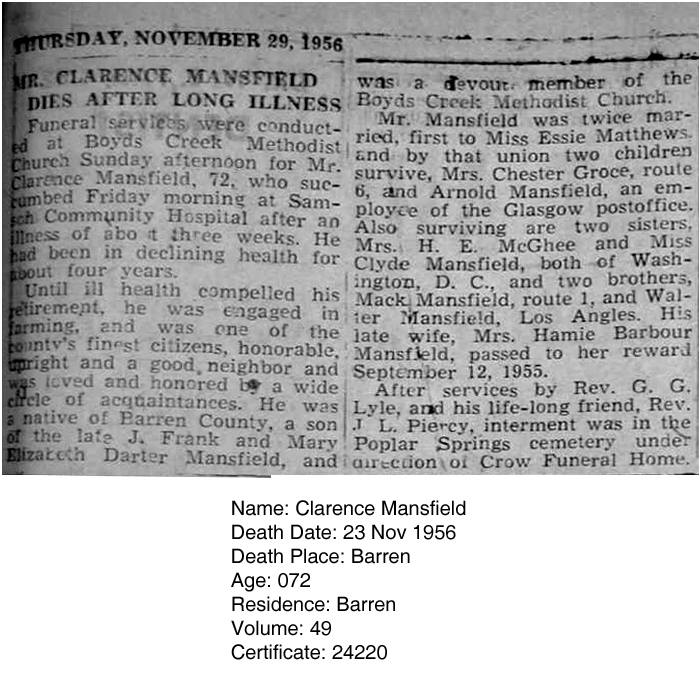 THURSDAY, NOVEMBER 29, 1956
MR. CLARENCE MANSFIELD
DIES AFTER LONG ILLNESS
Funeral services were conduct-
ed at Boyds Creek Methodist
Church Sunday afternoon for Mr.
Clarence Mansfield, 72, who suc-
cumbed Friday morning at Sam-
son Community Hospital after an
illness of abo t three weeks. He
had been in declining health for
about four years.
Until ill health compelled his
retirement, he was engaged in
farming, and was one of the
county's finest citizens, honorable,
upright and a good neighbor and
was loved and honored by a wide
circle of acquaintances. He was
a native of Barren County, a son
of the late J. Frank and Mary
Elizabeth Darter Mansfield, and
was a devout member of the
Boyds Creek Methodist Church.
Mr. Mansfield was twice mar-
ried, first to Miss Essie Matthews
and by that union two children
survive, Mrs. Chester Groce, route
6, and Arnold Mansfield, an em-
ployee of the Glasgow postoffice.
Also surviving are two sisters,
Mrs. H. E. McGhee and Miss
Clyde Mansfield, both of Wash-
ington, D. C., and two brothers,
Mack Mansfield, route 1, and Wal-
ter Mansfield, Los Angles. His
late wife, Mrs. Hamie Barbour
Mansfield, passed to her reward
September 12, 1955.
After services by Rev. G. G.
Lyle, and his life-long friend, Rev.
J L. Piercy, interment was in the
Poplar Springs cemetery under
direction of Crow Funeral Home.
Name: Clarence Mansfield
Death Date: 23 Nov 1956
Death Place: Barren
Age: 072
Residence: Barren
Volume: 49
Certificate: 24220